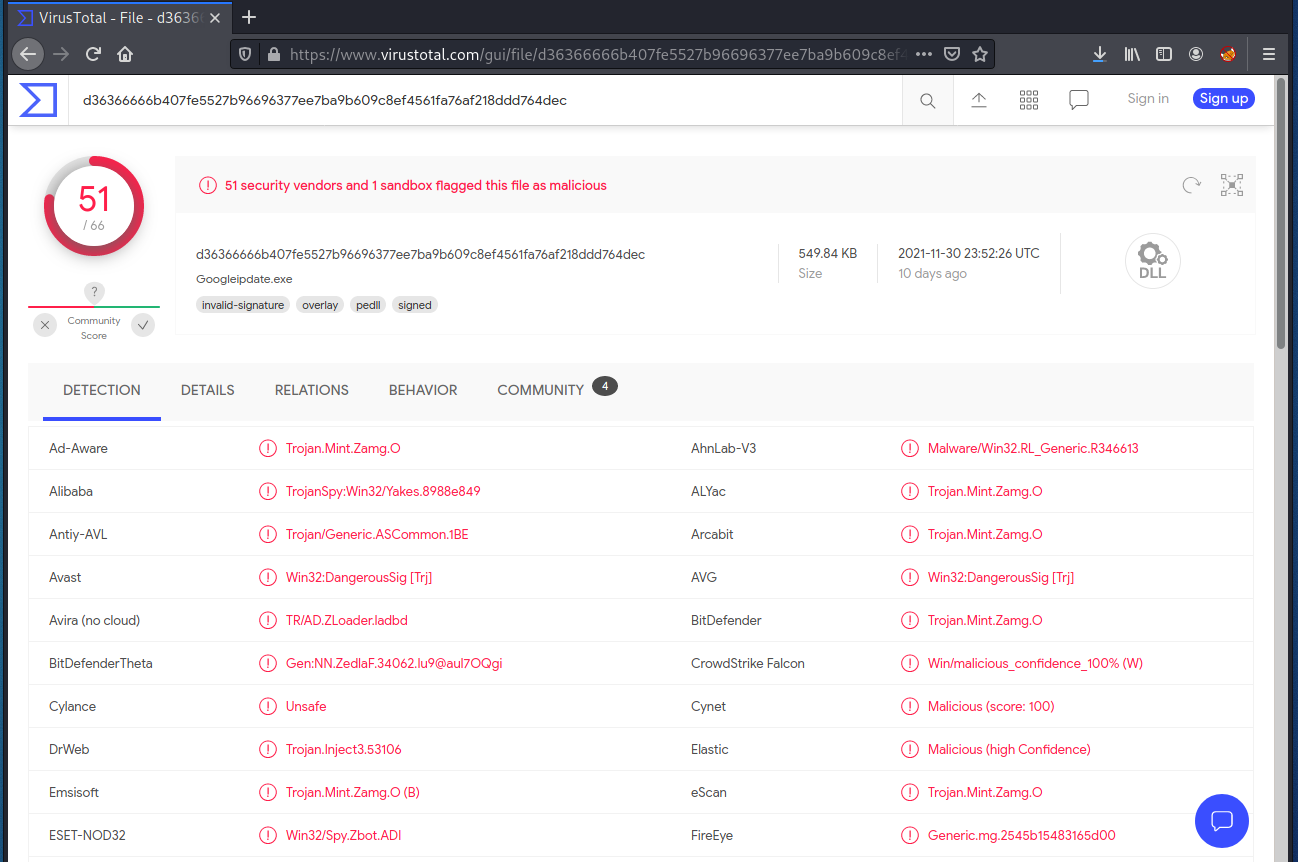 VirusTotal - File - d3636
https://www.virustotal.com/gui/file/d36366666b407fe5527b96696377ee7ba9b609c8ef4
d36366666b407fe5527b96696377ee7ba9b609c8ef4561fa76af218ddd764dec
Sign in
Sign up
51
/ 66
?
Community
Score
51 security vendors and 1 sandbox flagged this file as malicious
d36366666b407fe5527b96696377ee7ba9b609c8ef4561fa76af218ddd764dec
Googleipdate.exe
invalid-signature overlay pedll signed
549.84 KB
Size
2021-11-30 23:52:26 UTC
10 days ago
DLL
DETECTION DETAILS RELATIONS BEHAVIOR COMMUNITY 4
Ad-Aware Trojan.Mint.Zamg.O AhnLab-V3 Malware/Win32.RL_Generic.R346613
Alibaba TrojanSpy:Win32/Yakes.8988e849 ALYac Trojan.Mint.Zamg.O
Antiy-AVL Trojan/Generic.ASCommon.1BE Arcabit Trojan.Mint.Zamg.O
Avast Win32:DangerousSig [Trj] AVG Win32:DangerousSig [Trj]
Avira (no cloud) TR/AD.ZLoader.ladbd BitDefender Trojan.Mint.Zamg.O
BitDefenderTheta Gen:NN.ZedlaF.34062.Iu9@aul7OQgi CrowdStrike Falcon Win/malicious_confidence_100% (W)
Cylance Unsafe Cynet Malicious (score: 100)
DrWeb Trojan.Inject3.53106 Elastic Malicious (high Confidence)
Emsisoft Trojan.Mint.Zamg.O (B) eScan Trojan.Mint.Zamg.O
ESET-NOD32 Win32/Spy.Zbot.ADI FireEye Generic.mg.2545b15483165d00